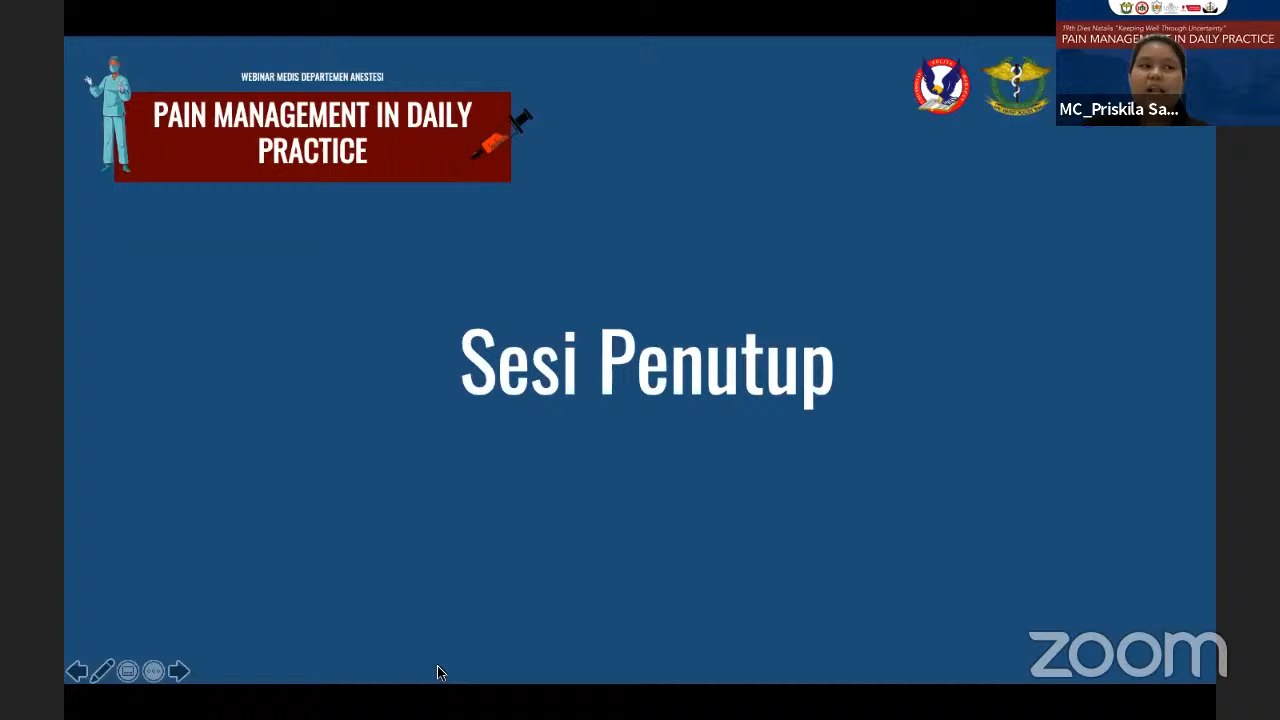 WEBINAR MEDIS DEPARTEMEN ANESTESI
PAIN MANAGEMENT IN DAILY
PRACTICE
19th Dies Natalis "Keeping Well Through Uncertainty"
PAIN MANAGEMENT IN DAILY PRACTICE
MC_Priskila Sa...
Sesi Penutup
zoom